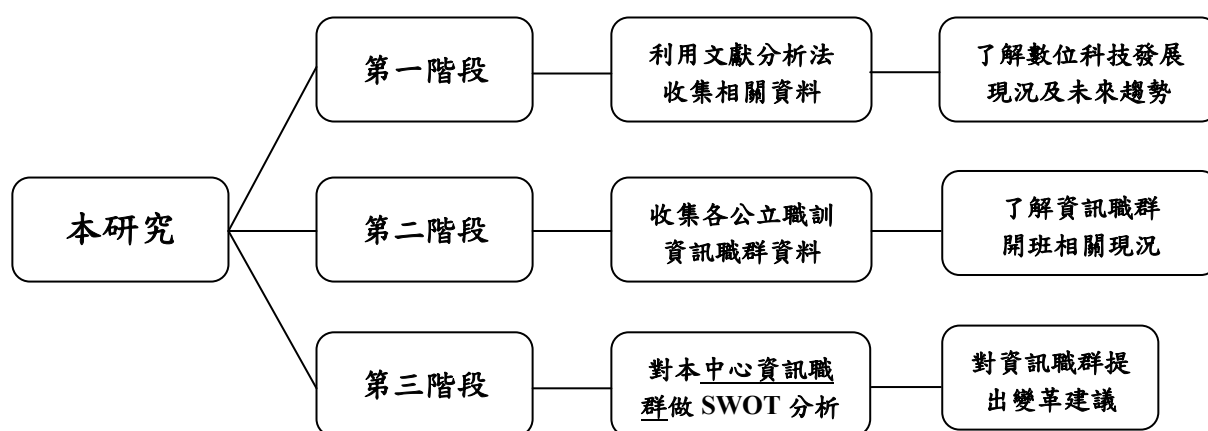 第一階段
利用文獻分析法
收集相關資料
了解數位科技發展
現況及未來趨勢
本研究
第二階段
收集各公立職訓
資訊職群資料
了解資訊職群
開班相關現況
第三階段
對本中心資訊職
群做 SWOT 分析
對資訊職群提
出變革建議